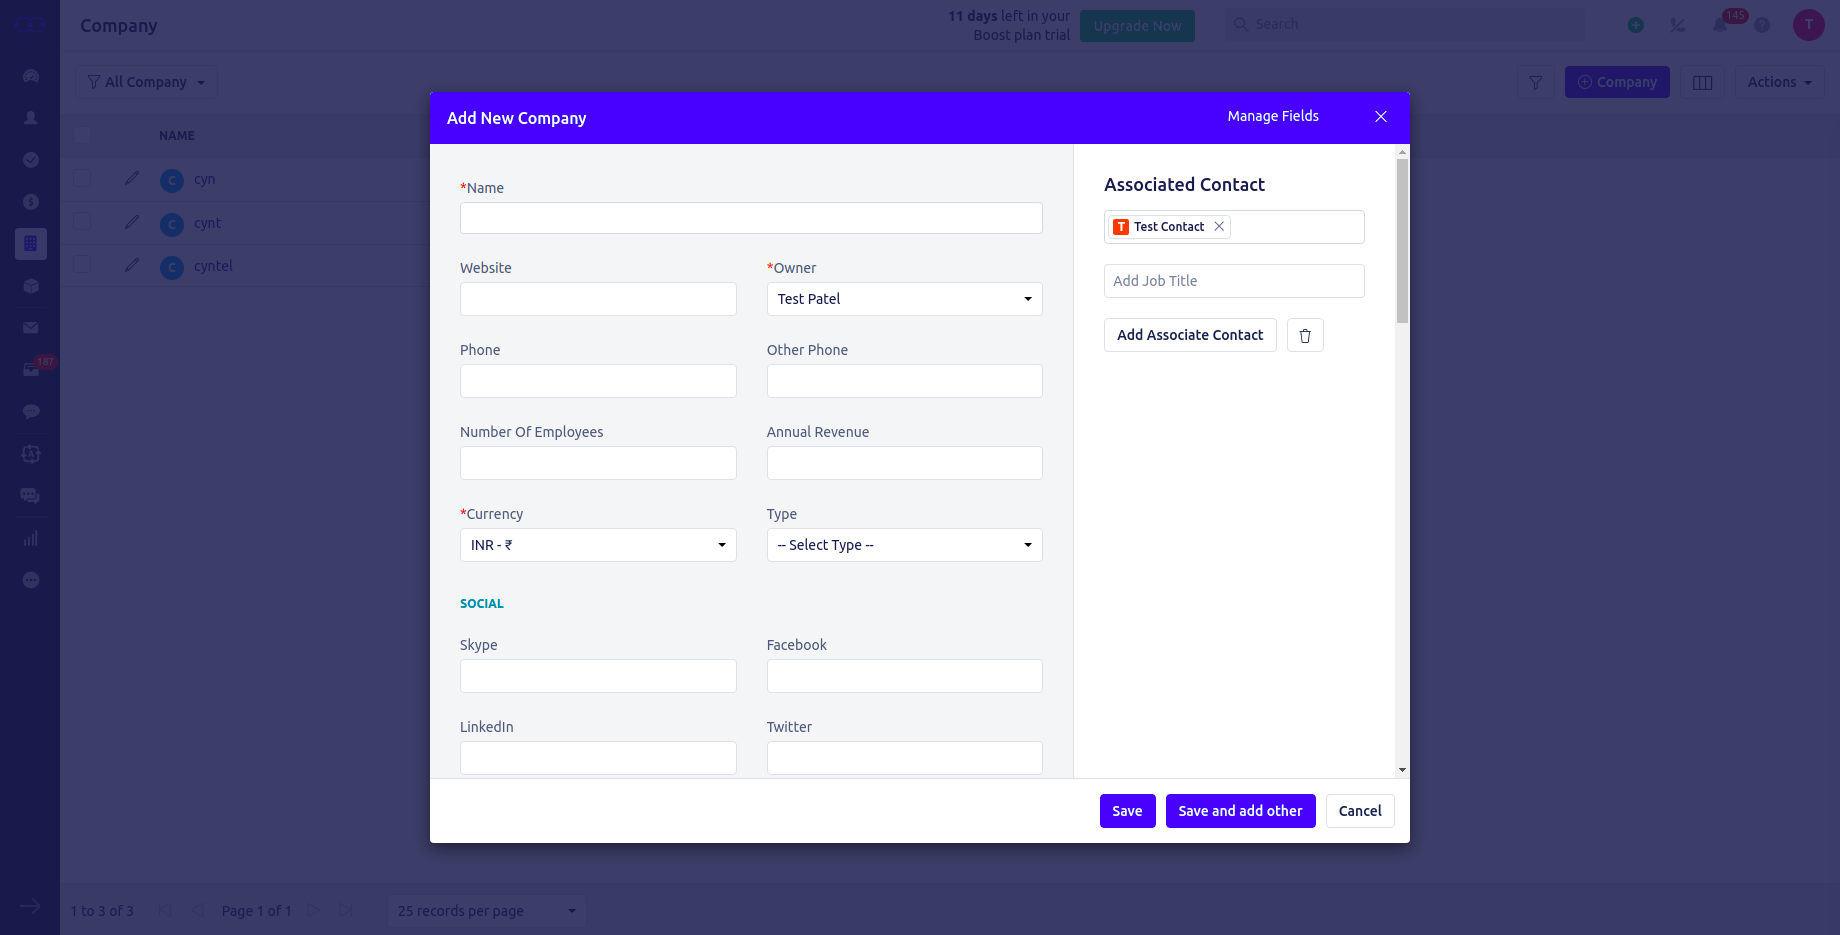 Company
11 days left in your
Boost plan trial
Upgrade Now
Search
145
T
All Company
Company
Actions
Add New Company
Manage Fields
NAME
C cyn
C cynt
C cyntel
187
*Name
Website
*Owner
Test Patel
Phone
Other Phone
Number Of Employees
Annual Revenue
*Currency
Type
INR - ₹
-- Select Type --
SOCIAL
Skype
Facebook
LinkedIn
Twitter
Associated Contact
T Test Contact
Add Job Title
Add Associate Contact
Save
Save and add other
Cancel
1 to 3 of 3
Page 1 of 1
25 records per page